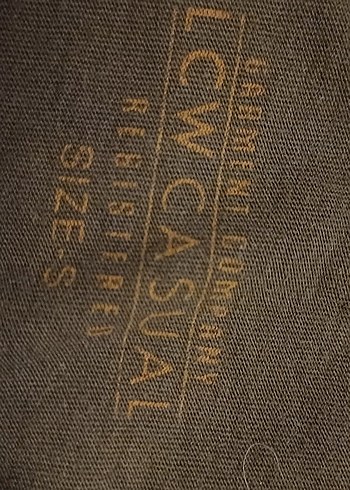 GARMENT COMPANY
LCW CASUAL
REGISTERED
SIZE-S